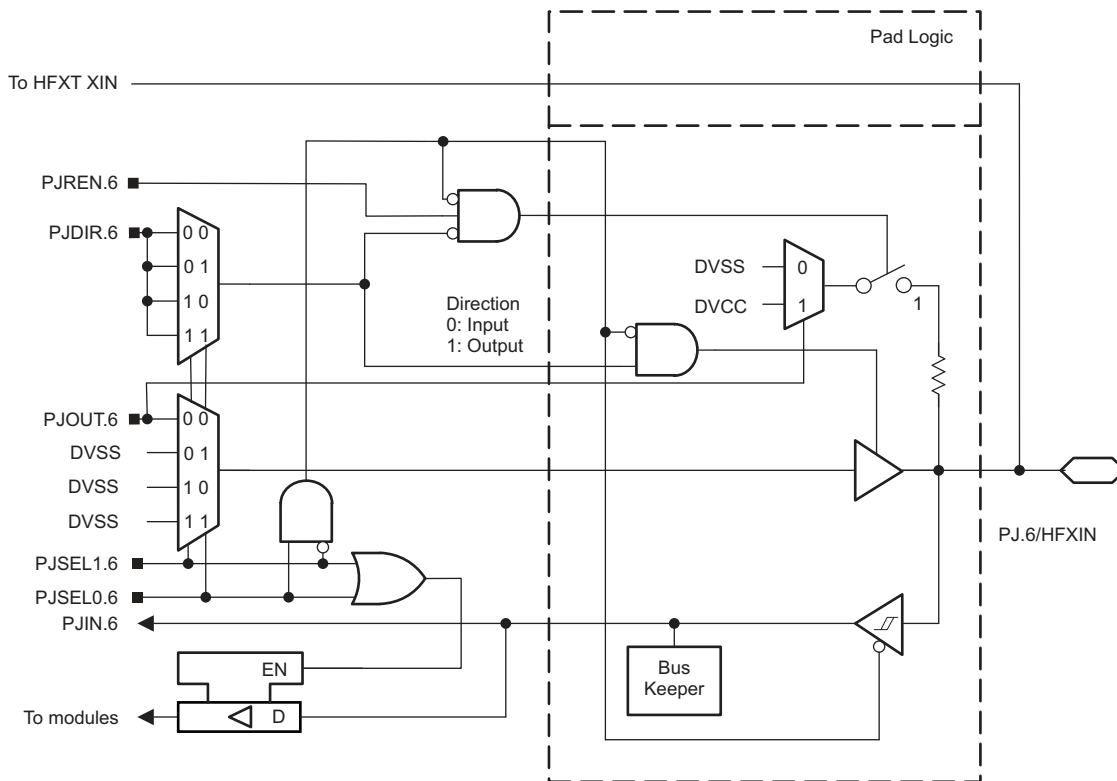 Pad Logic
To HFXT XIN
PJREN.6
PJDIR.6
0 0
0 1
1 0
1 1
Direction
0: Input
1: Output
DVSS
0
DVCC
1
1
PJOUT.6
0 0
DVSS
0 1
DVSS
1 0
DVSS
1 1
PJ.6/HFXIN
PJSEL1.6
PJSEL0.6
PJIN.6
EN
Bus
Keeper
To modules
D